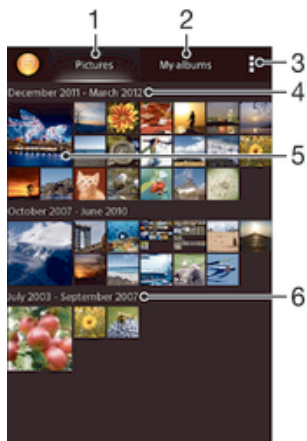 1
2
Pictures
My albums
3
December 2011 - March 2012
4
5
October 2007 - June 2010
July 2003 - September 2007
6